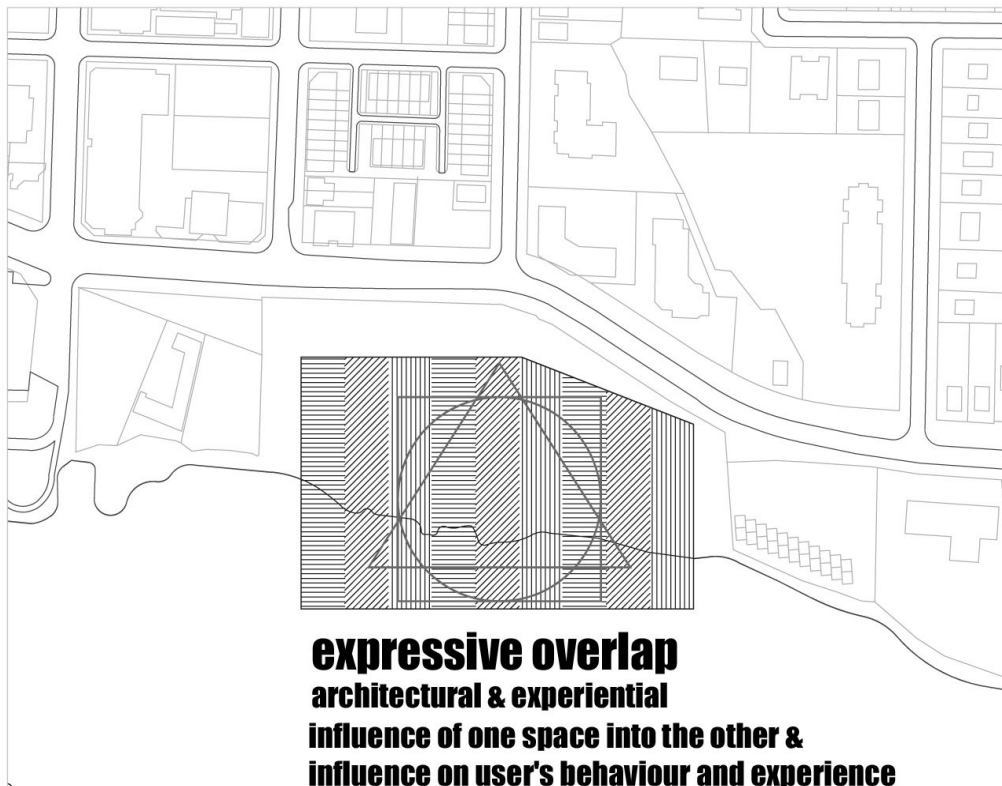 expressive overlap
architectural & experiential
influence of one space into the other &
influence on user's behaviour and experience